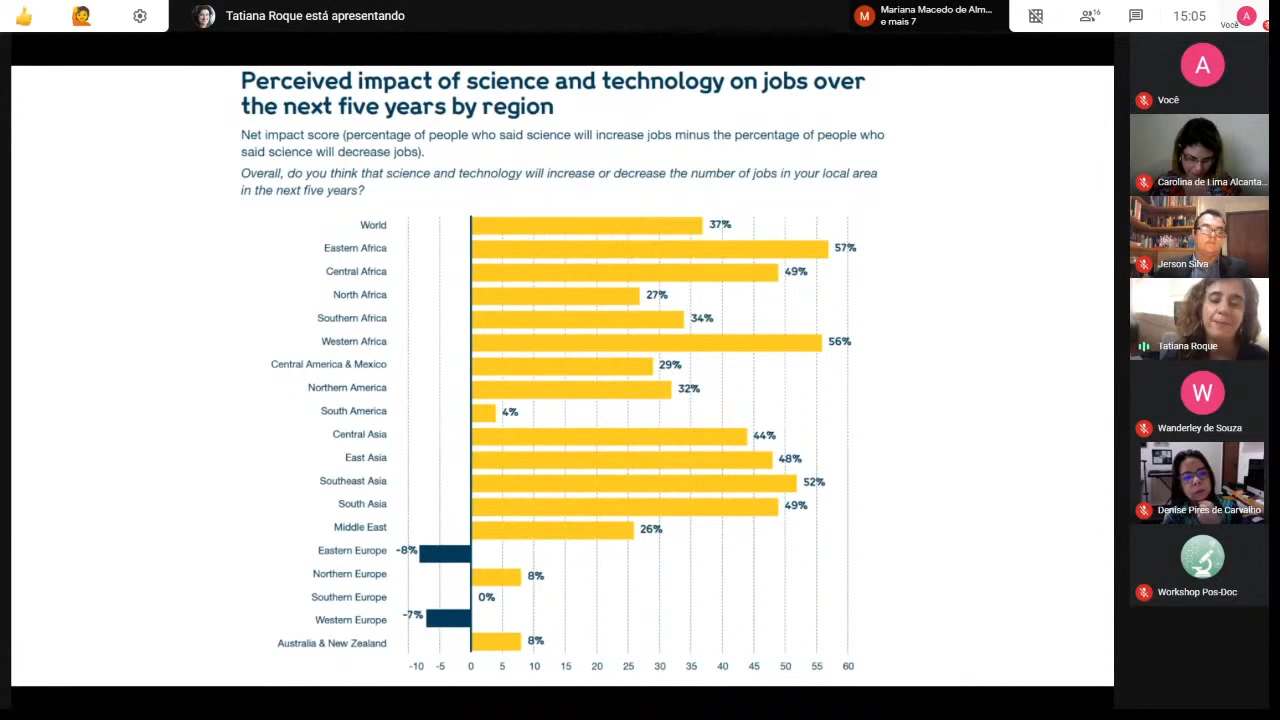 Tatiana Roque está apresentando
M
Mariana Macedo de Alm...
e mais 7
16
15:05
Você
A
Perceived impact of science and technology on jobs over
the next five years by region
Net impact score (percentage of people who said science will increase jobs minus the percentage of people who
said science will decrease jobs).
Overall, do you think that science and technology will increase or decrease the number of jobs in your local area
in the next five years?
World 37%
Eastern Africa 57%
Central Africa 49%
North Africa 27%
Southern Africa 34%
Western Africa 56%
Central America & Mexico 29%
Northern America 32%
South America 4%
Central Asia 44%
East Asia 48%
Southeast Asia 52%
South Asia 49%
Middle East 26%
Eastern Europe -8%
Northern Europe 8%
Southern Europe 0%
Western Europe -7%
Australia & New Zealand 8%
-10 -5 0 5 10 15 20 25 30 35 40 45 50 55 60
A
Você
Carolina de Lima Alcanta...
Jerson Silva
Tatiana Roque
W
Wanderley de Souza
Denise Pires de Carvalho
Workshop Pos-Doc